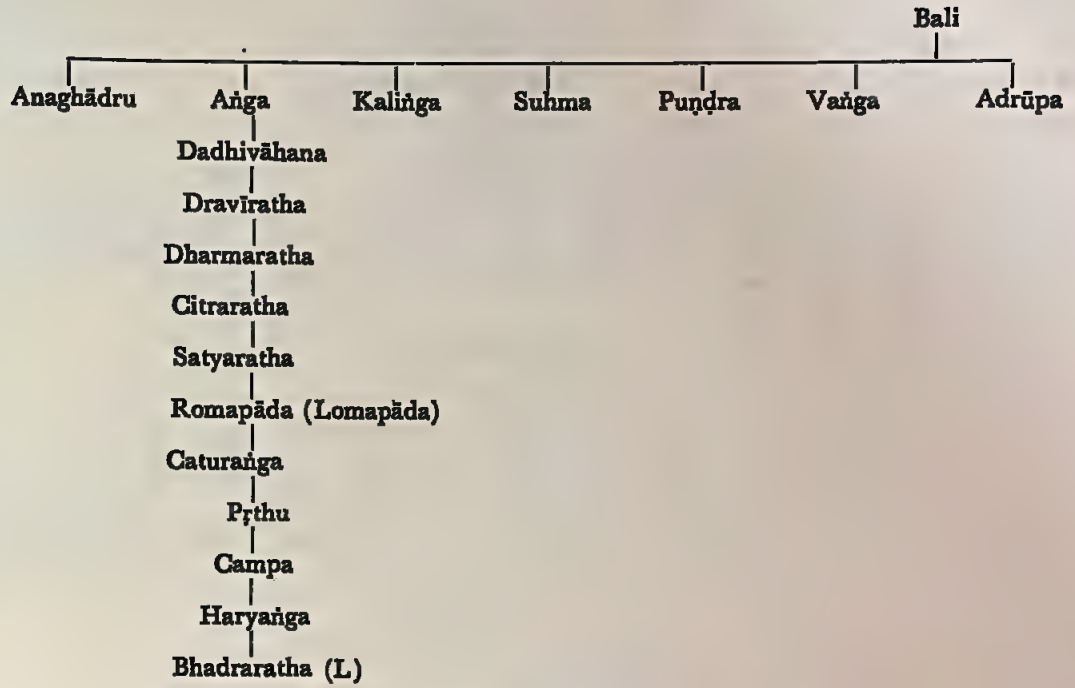 Bali
Anaghādru Aṅga Kaliṅga Suhma Puṇḍra Vaṅga Adrūpa
Dadhivāhana
Dravīratha
Dharmaratha
Citraratha
Satyaratha
Romapāda (Lomapāda)
Caturaṅga
Pṛthu
Campa
Haryaṅga
Bhadraratha (L)